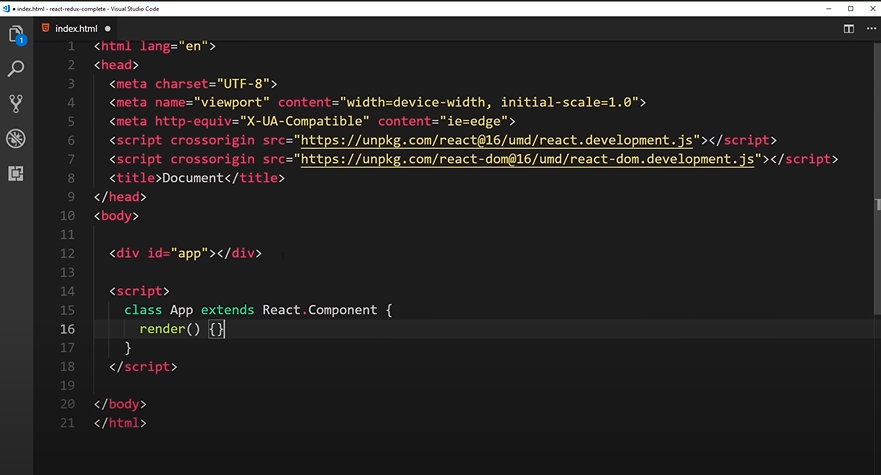 ● index.html - react-redux-complete - Visual Studio Code
index.html ●
1
1 <html lang="en">
2 <head>
3   <meta charset="UTF-8">
4   <meta name="viewport" content="width=device-width, initial-scale=1.0">
5   <meta http-equiv="X-UA-Compatible" content="ie=edge">
6   <script crossorigin src="https://unpkg.com/react@16/umd/react.development.js"></script>
7   <script crossorigin src="https://unpkg.com/react-dom@16/umd/react-dom.development.js"></script>
8   <title>Document</title>
9 </head>
10 <body>
11
12   <div id="app"></div>
13
14   <script>
15     class App extends React.Component {
16       render() {}
17     }
18   </script>
19
20 </body>
21 </html>